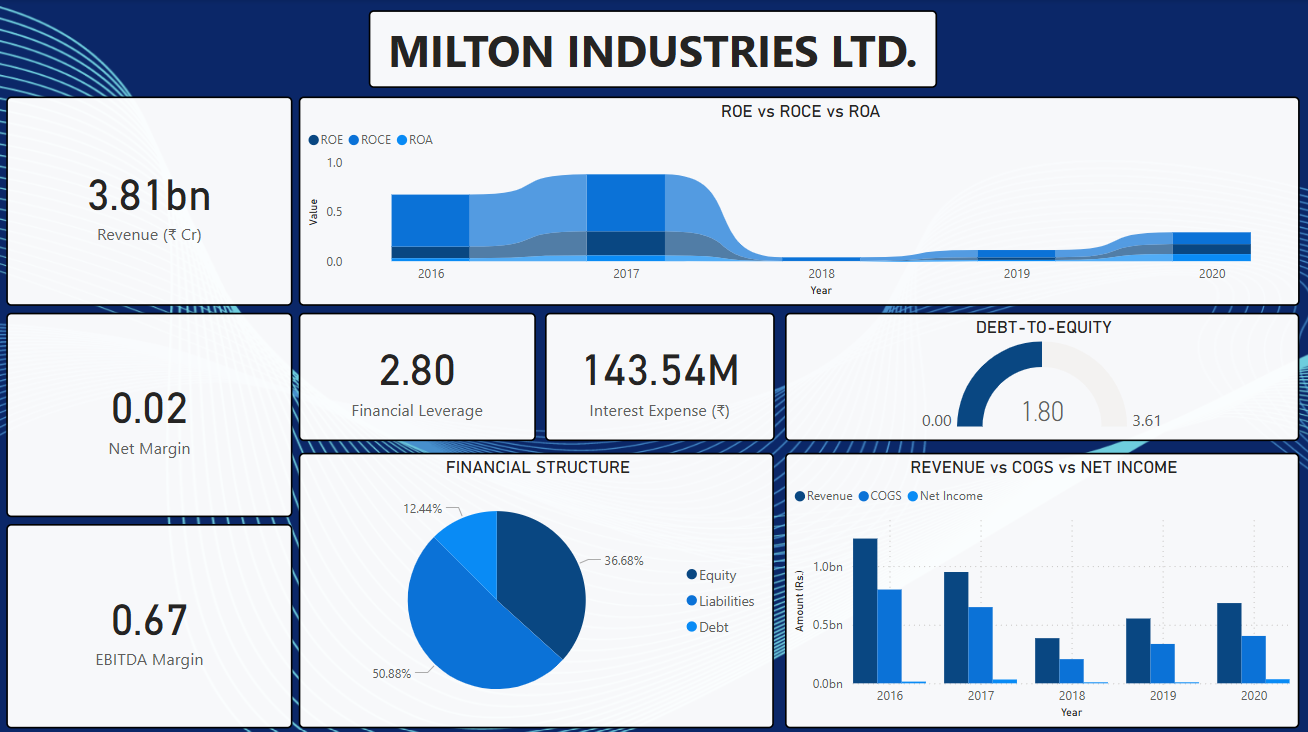 MILTON INDUSTRIES LTD.
3.81bn
Revenue (₹ Cr)
ROE vs ROCE vs ROA
ROE ROCE ROA
Value
1.0
0.5
0.0
2016 2017 2018 2019 2020
Year
0.02
Net Margin
2.80
Financial Leverage
143.54M
Interest Expense (₹)
DEBT-TO-EQUITY
0.00 1.80 3.61
0.67
EBITDA Margin
FINANCIAL STRUCTURE
12.44%
36.68%
50.88%
Equity
Liabilities
Debt
REVENUE vs COGS vs NET INCOME
Revenue COGS Net Income
Amount (Rs.)
1.0bn
0.5bn
0.0bn
2016 2017 2018 2019 2020
Year